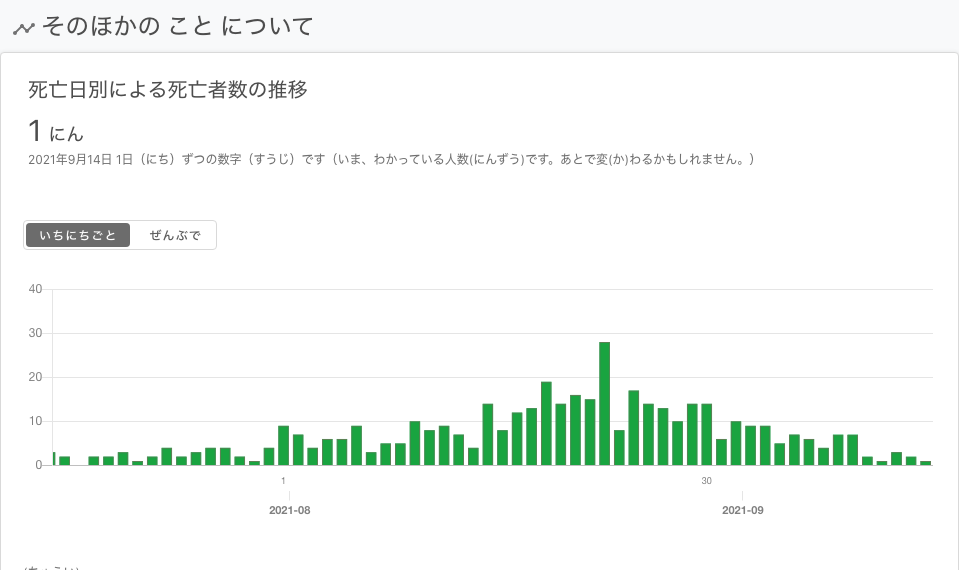 そのほかの こと について
死亡日別による死亡者数の推移
1 にん
2021年9月14日 1日（にち）ずつの数字（すうじ）です（いま、わかっている人数(にんずう)です。あとで変(か)わるかもしれません。）
いちにちごと ぜんぶで
40
30
20
10
0
1 30
2021-08 2021-09